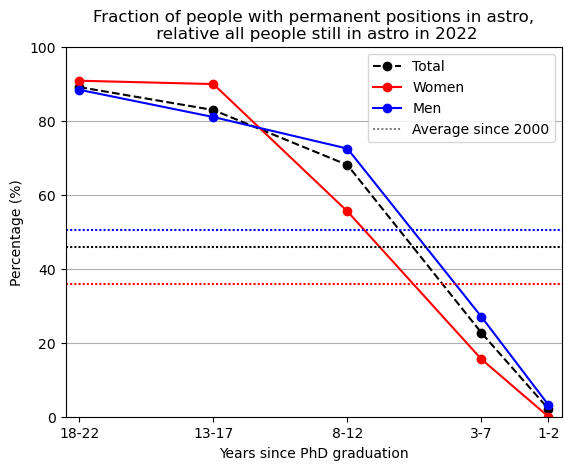 Fraction of people with permanent positions in astro,
relative all people still in astro in 2022
Percentage (%)
100
80
60
40
20
0
Total
Women
Men
Average since 2000
18-22 13-17 8-12 3-7 1-2
Years since PhD graduation